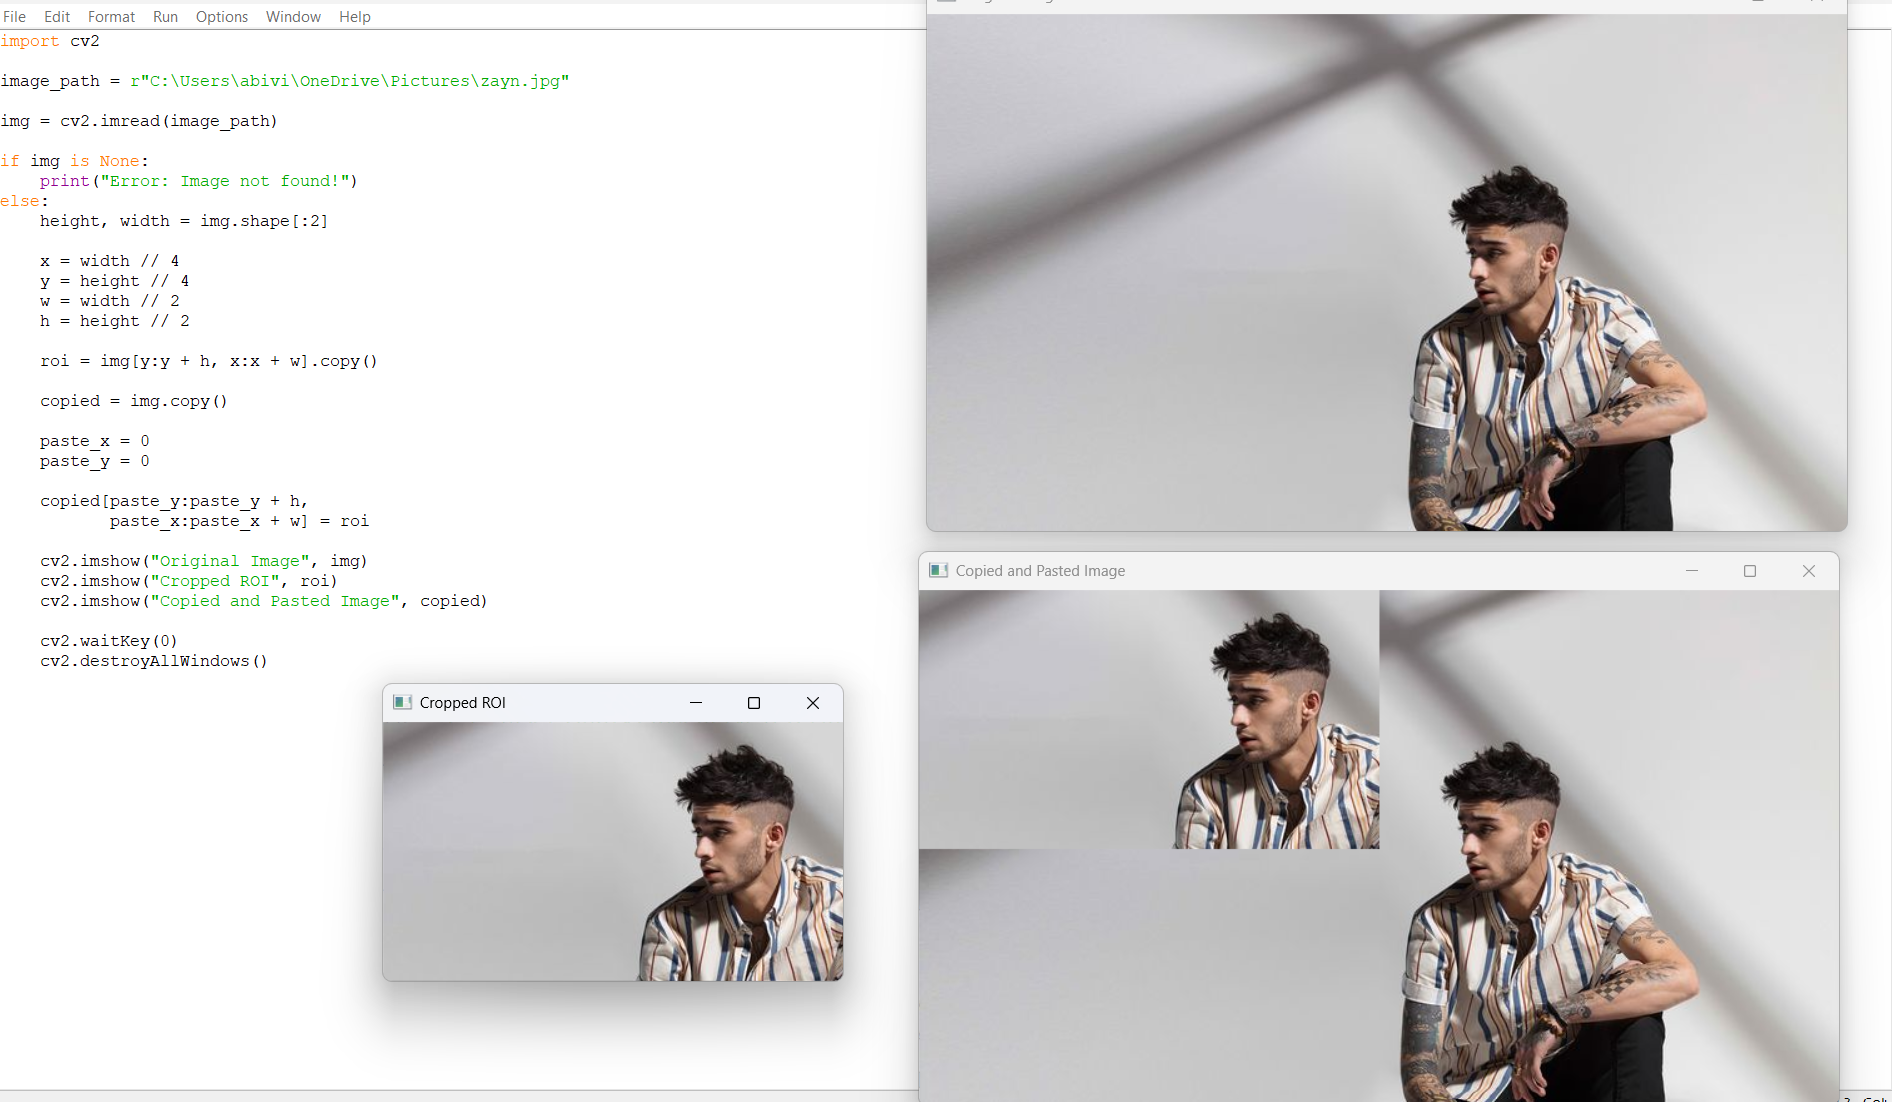 File Edit Format Run Options Window Help
import cv2
image_path = r"C:\Users\abivi\OneDrive\Pictures\zayn.jpg"
img = cv2.imread(image_path)
if img is None:
    print("Error: Image not found!")
else:
    height, width = img.shape[:2]
    x = width // 4
    y = height // 4
    w = width // 2
    h = height // 2
    roi = img[y:y + h, x:x + w].copy()
    copied = img.copy()
    paste_x = 0
    paste_y = 0
    copied[paste_y:paste_y + h,
           paste_x:paste_x + w] = roi
    cv2.imshow("Original Image", img)
    cv2.imshow("Cropped ROI", roi)
    cv2.imshow("Copied and Pasted Image", copied)
    cv2.waitKey(0)
    cv2.destroyAllWindows()
Cropped ROI
Copied and Pasted Image